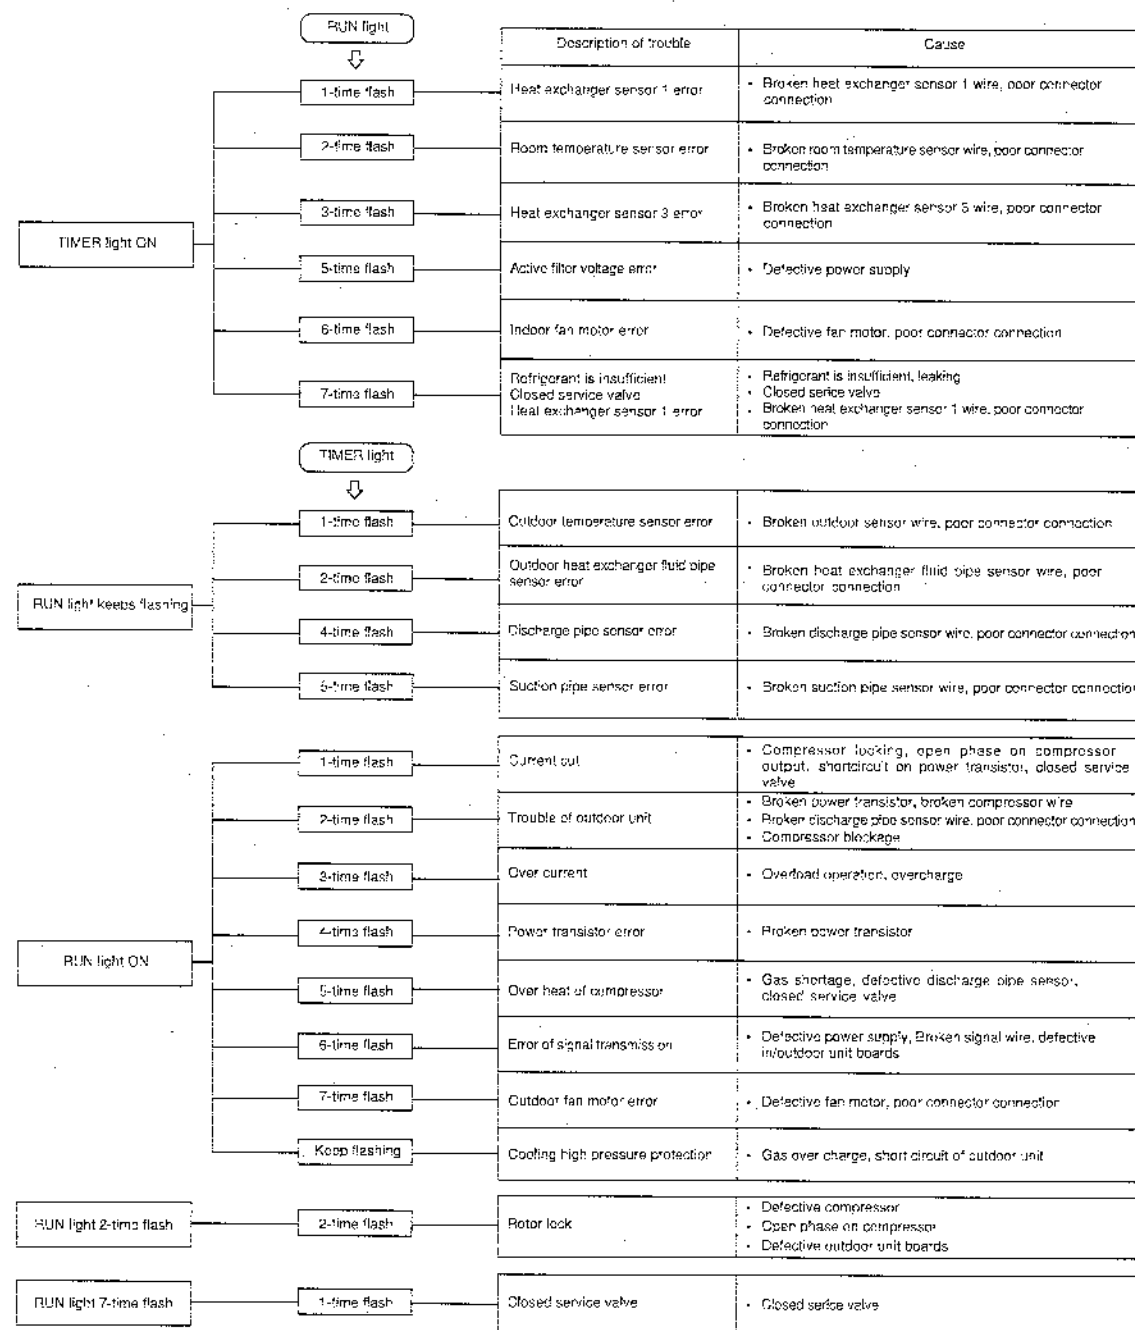 RUN light
Description of trouble
Cause
1-time flash
Heat exchanger sensor 1 error
• Broken heat exchanger sensor 1 wire, poor connector
connection
2-time flash
Room temperature sensor error
• Broken room temperature sensor wire, poor connector
connection
3-time flash
Heat exchanger sensor 3 error
• Broken heat exchanger sensor 3 wire, poor connector
connection
TIMER light ON
5-time flash
Active filter voltage error
• Defective power supply
6-time flash
Indoor fan motor error
• Defective fan motor, poor connector connection
7-time flash
Refrigerant is insufficient
Closed service valve
Heat exchanger sensor 1 error
• Refrigerant is insufficient, leaking
• Closed serice valve
• Broken heat exchanger sensor 1 wire, poor connector
connection
TIMER light
1-time flash
Outdoor temperature sensor error
• Broken outdoor sensor wire, poor connector connection
2-time flash
Outdoor heat exchanger fluid pipe
sensor error
• Broken heat exchanger fluid pipe sensor wire, poor
connector connection
RUN light keeps flashing
4-time flash
Discharge pipe sensor error
• Broken discharge pipe sensor wire, poor connector connection
5-time flash
Suction pipe sensor error
• Broken suction pipe sensor wire, poor connector connection
1-time flash
Current cut
• Compressor locking, open phase on compressor
output, shortcircuit on power transistor, closed service
valve
2-time flash
Trouble of outdoor unit
• Broken power transistor, broken compressor wire
• Broken discharge pipe sensor wire, poor connector connection
• Compressor blockage
3-time flash
Over current
• Overload operation, overcharge
4-time flash
Power transistor error
• Broken power transistor
RUN light ON
5-time flash
Over heat of compressor
• Gas shortage, defective discharge pipe sensor,
closed service valve
6-time flash
Error of signal transmission
• Defective power supply, Broken signal wire, defective
in/outdoor unit boards
7-time flash
Outdoor fan motor error
• Defective fan motor, poor connector connection
Keep flashing
Cooling high pressure protection
• Gas over charge, short circuit of outdoor unit
RUN light 2-time flash
2-time flash
Rotor lock
• Defective compressor
• Open phase on compressor
• Defective outdoor unit boards
RUN light 7-time flash
1-time flash
Closed service valve
• Closed serice valve